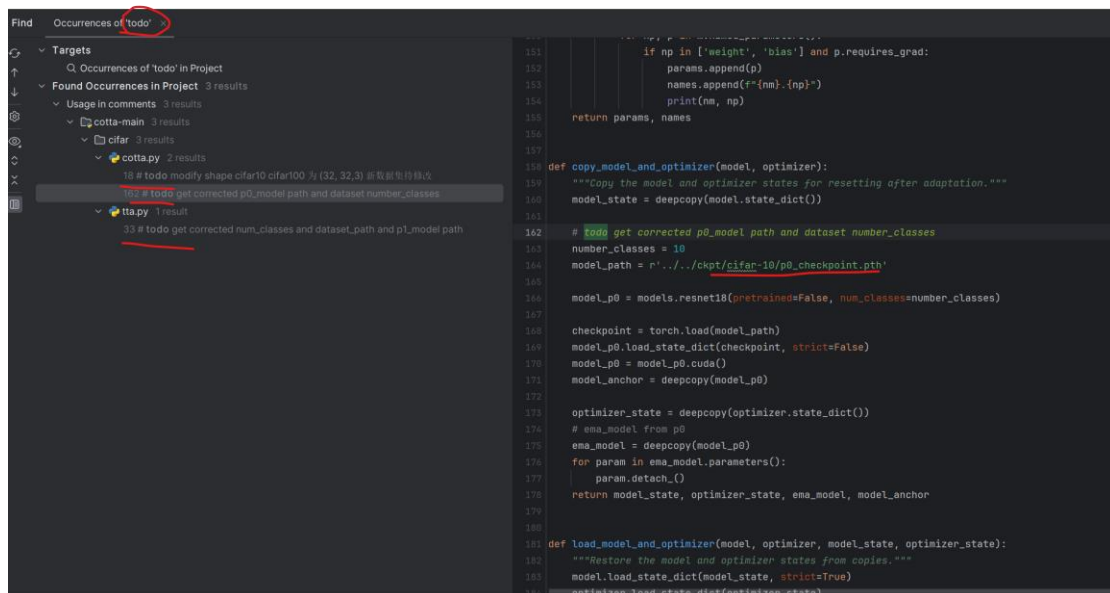 Find
Occurrences of 'todo' ×
Targets
Occurrences of 'todo' in Project
Found Occurrences in Project 3 results
Usage in comments 3 results
cotta-main 3 results
cifar 3 results
cotta.py 2 results
18 # todo modify shape cifar10 cifar100 为 (32, 32,3) 新数据集待修改
162 # todo get corrected p0_model path and dataset number_classes
tta.py 1 result
33 # todo get corrected num_classes and dataset_path and p1_model path
151 if np in ['weight', 'bias'] and p.requires_grad:
152 params.append(p)
153 names.append(f"{nm}.{np}")
154 print(nm, np)
155 return params, names
156
157
158 def copy_model_and_optimizer(model, optimizer):
159 """Copy the model and optimizer states for resetting after adaptation."""
160 model_state = deepcopy(model.state_dict())
161
162 # todo get corrected p0_model path and dataset number_classes
163 number_classes = 10
164 model_path = r'../../ckpt/cifar-10/p0_checkpoint.pth'
165
166 model_p0 = models.resnet18(pretrained=False, num_classes=number_classes)
167
168 checkpoint = torch.load(model_path)
169 model_p0.load_state_dict(checkpoint, strict=False)
170 model_p0 = model_p0.cuda()
171 model_anchor = deepcopy(model_p0)
172
173 optimizer_state = deepcopy(optimizer.state_dict())
174 # ema_model from p0
175 ema_model = deepcopy(model_p0)
176 for param in ema_model.parameters():
177 param.detach_()
178 return model_state, optimizer_state, ema_model, model_anchor
179
180
181 def load_model_and_optimizer(model, optimizer, model_state, optimizer_state):
182 """Restore the model and optimizer states from copies."""
183 model.load_state_dict(model_state, strict=True)